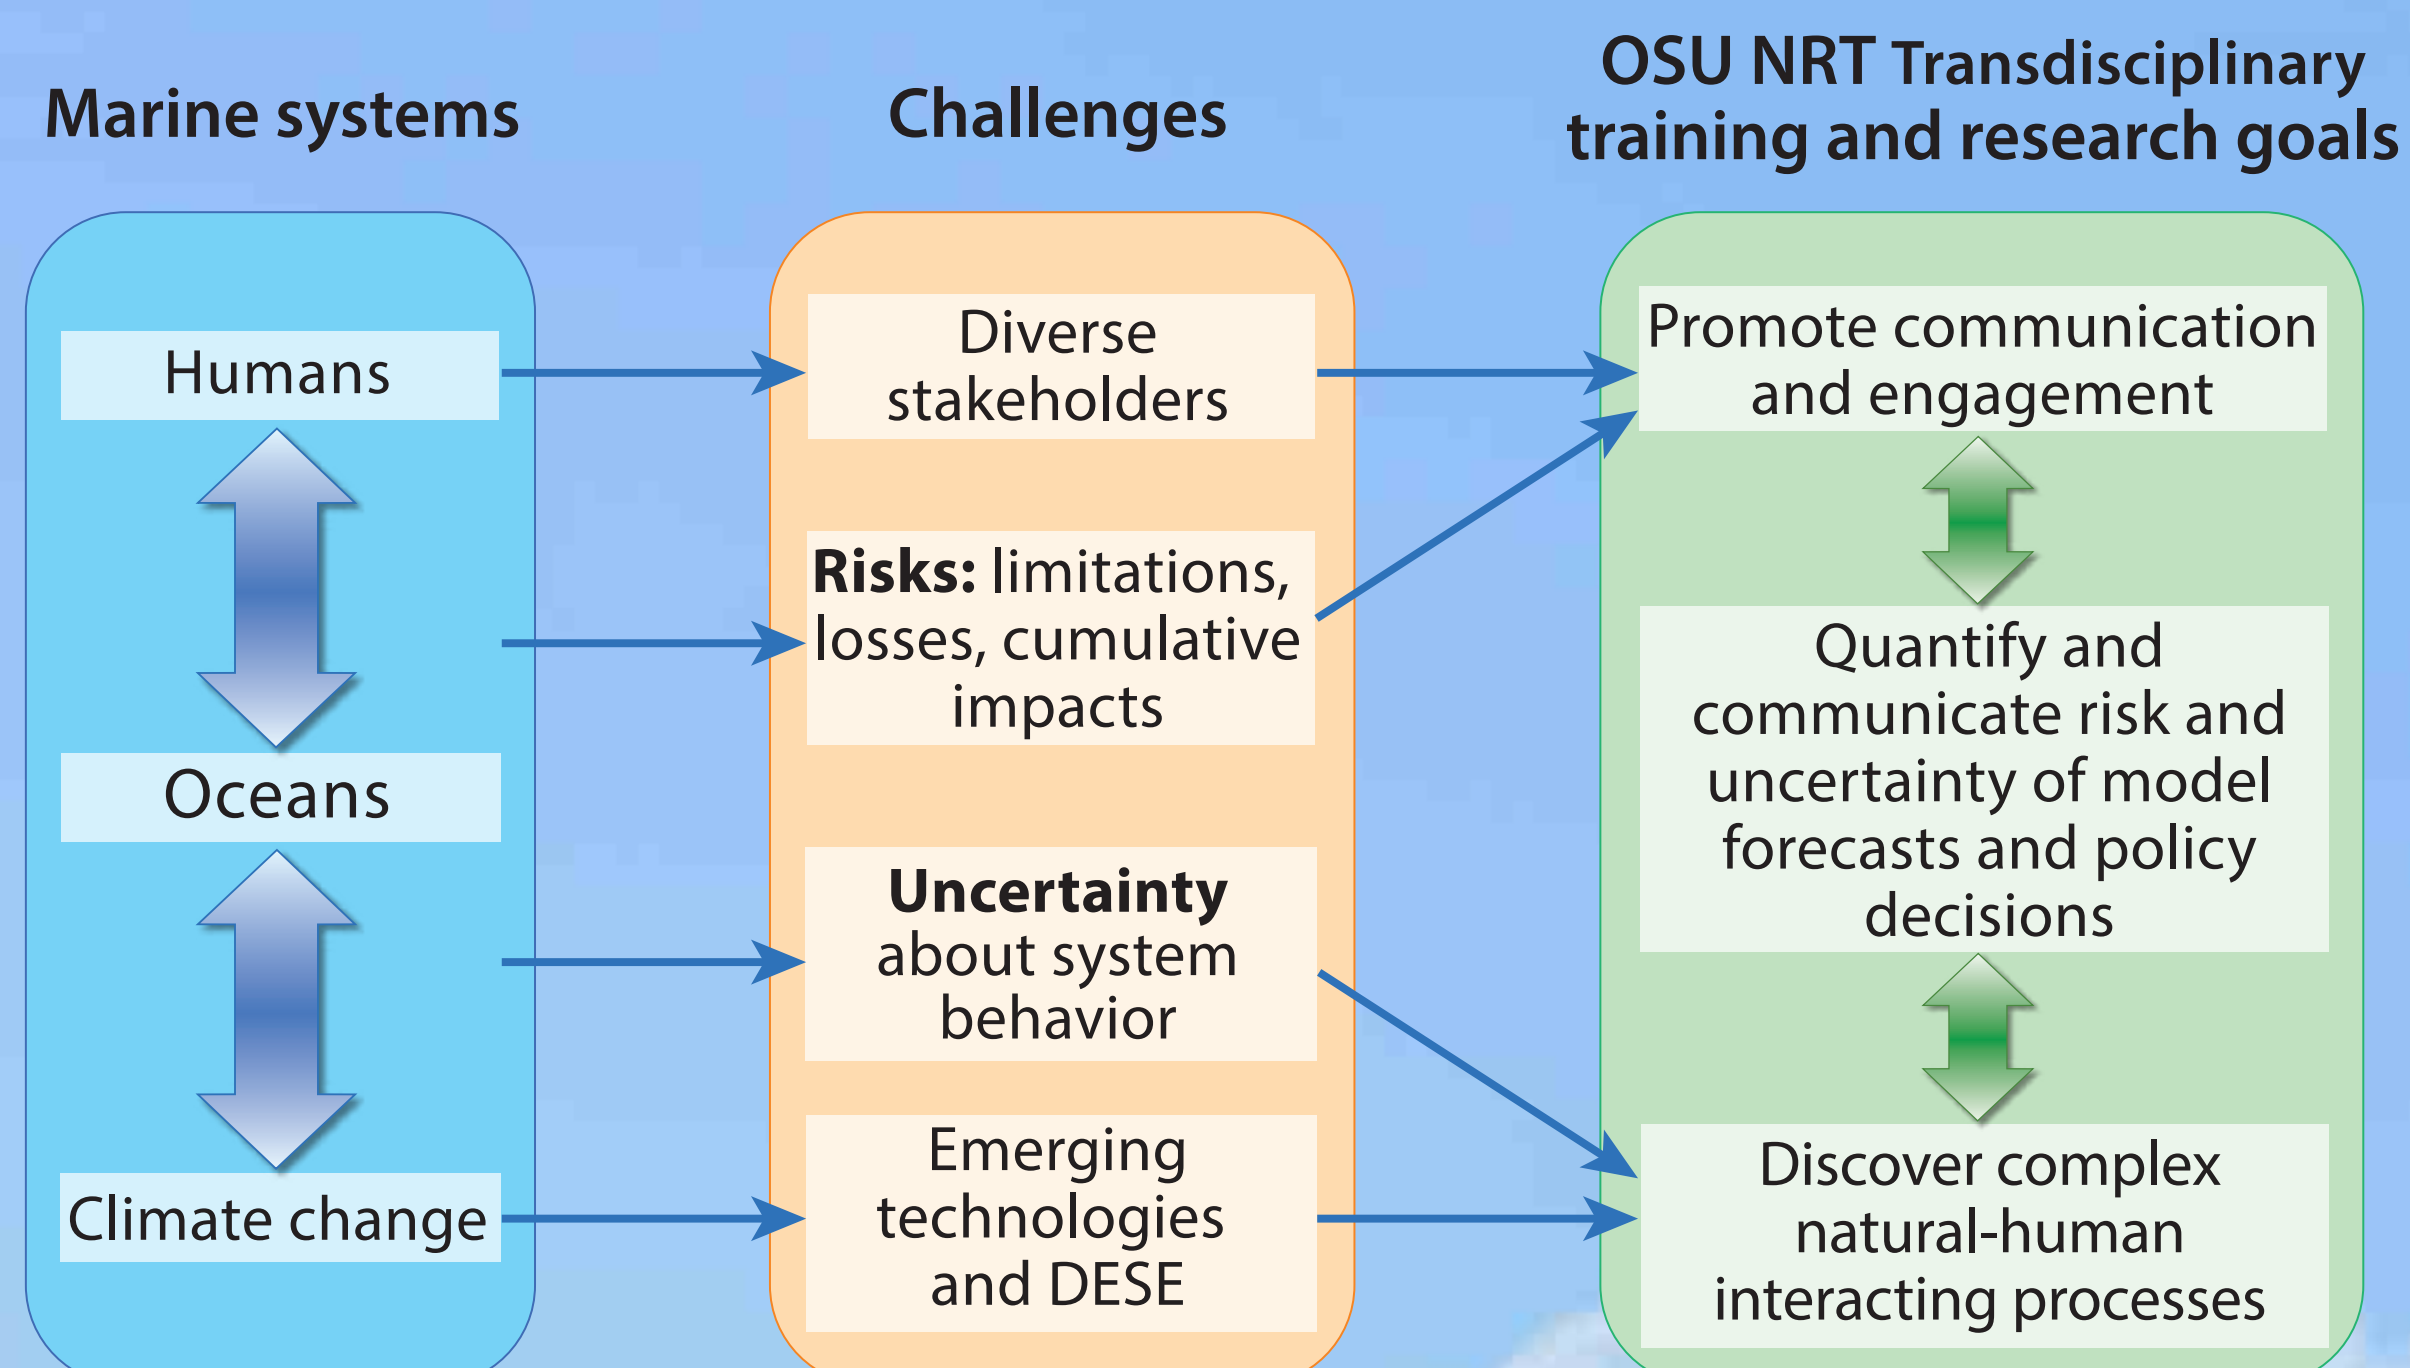 Marine systems
Humans
Oceans
Climate change
Challenges
Diverse
stakeholders
Risks: limitations,
losses, cumulative
impacts
Uncertainty
about system
behavior
Emerging
technologies
and DESE
OSU NRT Transdisciplinary
training and research goals
Promote communication
and engagement
Quantify and
communicate risk and
uncertainty of model
forecasts and policy
decisions
Discover complex
natural-human
interacting processes